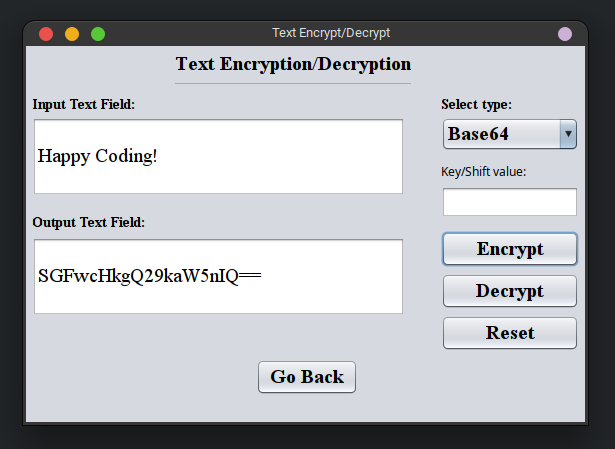 Text Encrypt/Decrypt
Text Encryption/Decryption
Input Text Field:
Happy Coding!
Output Text Field:
SGFwcHkgQ29kaW5nIQ==
Select type:
Base64
Key/Shift value:
Encrypt
Decrypt
Reset
Go Back